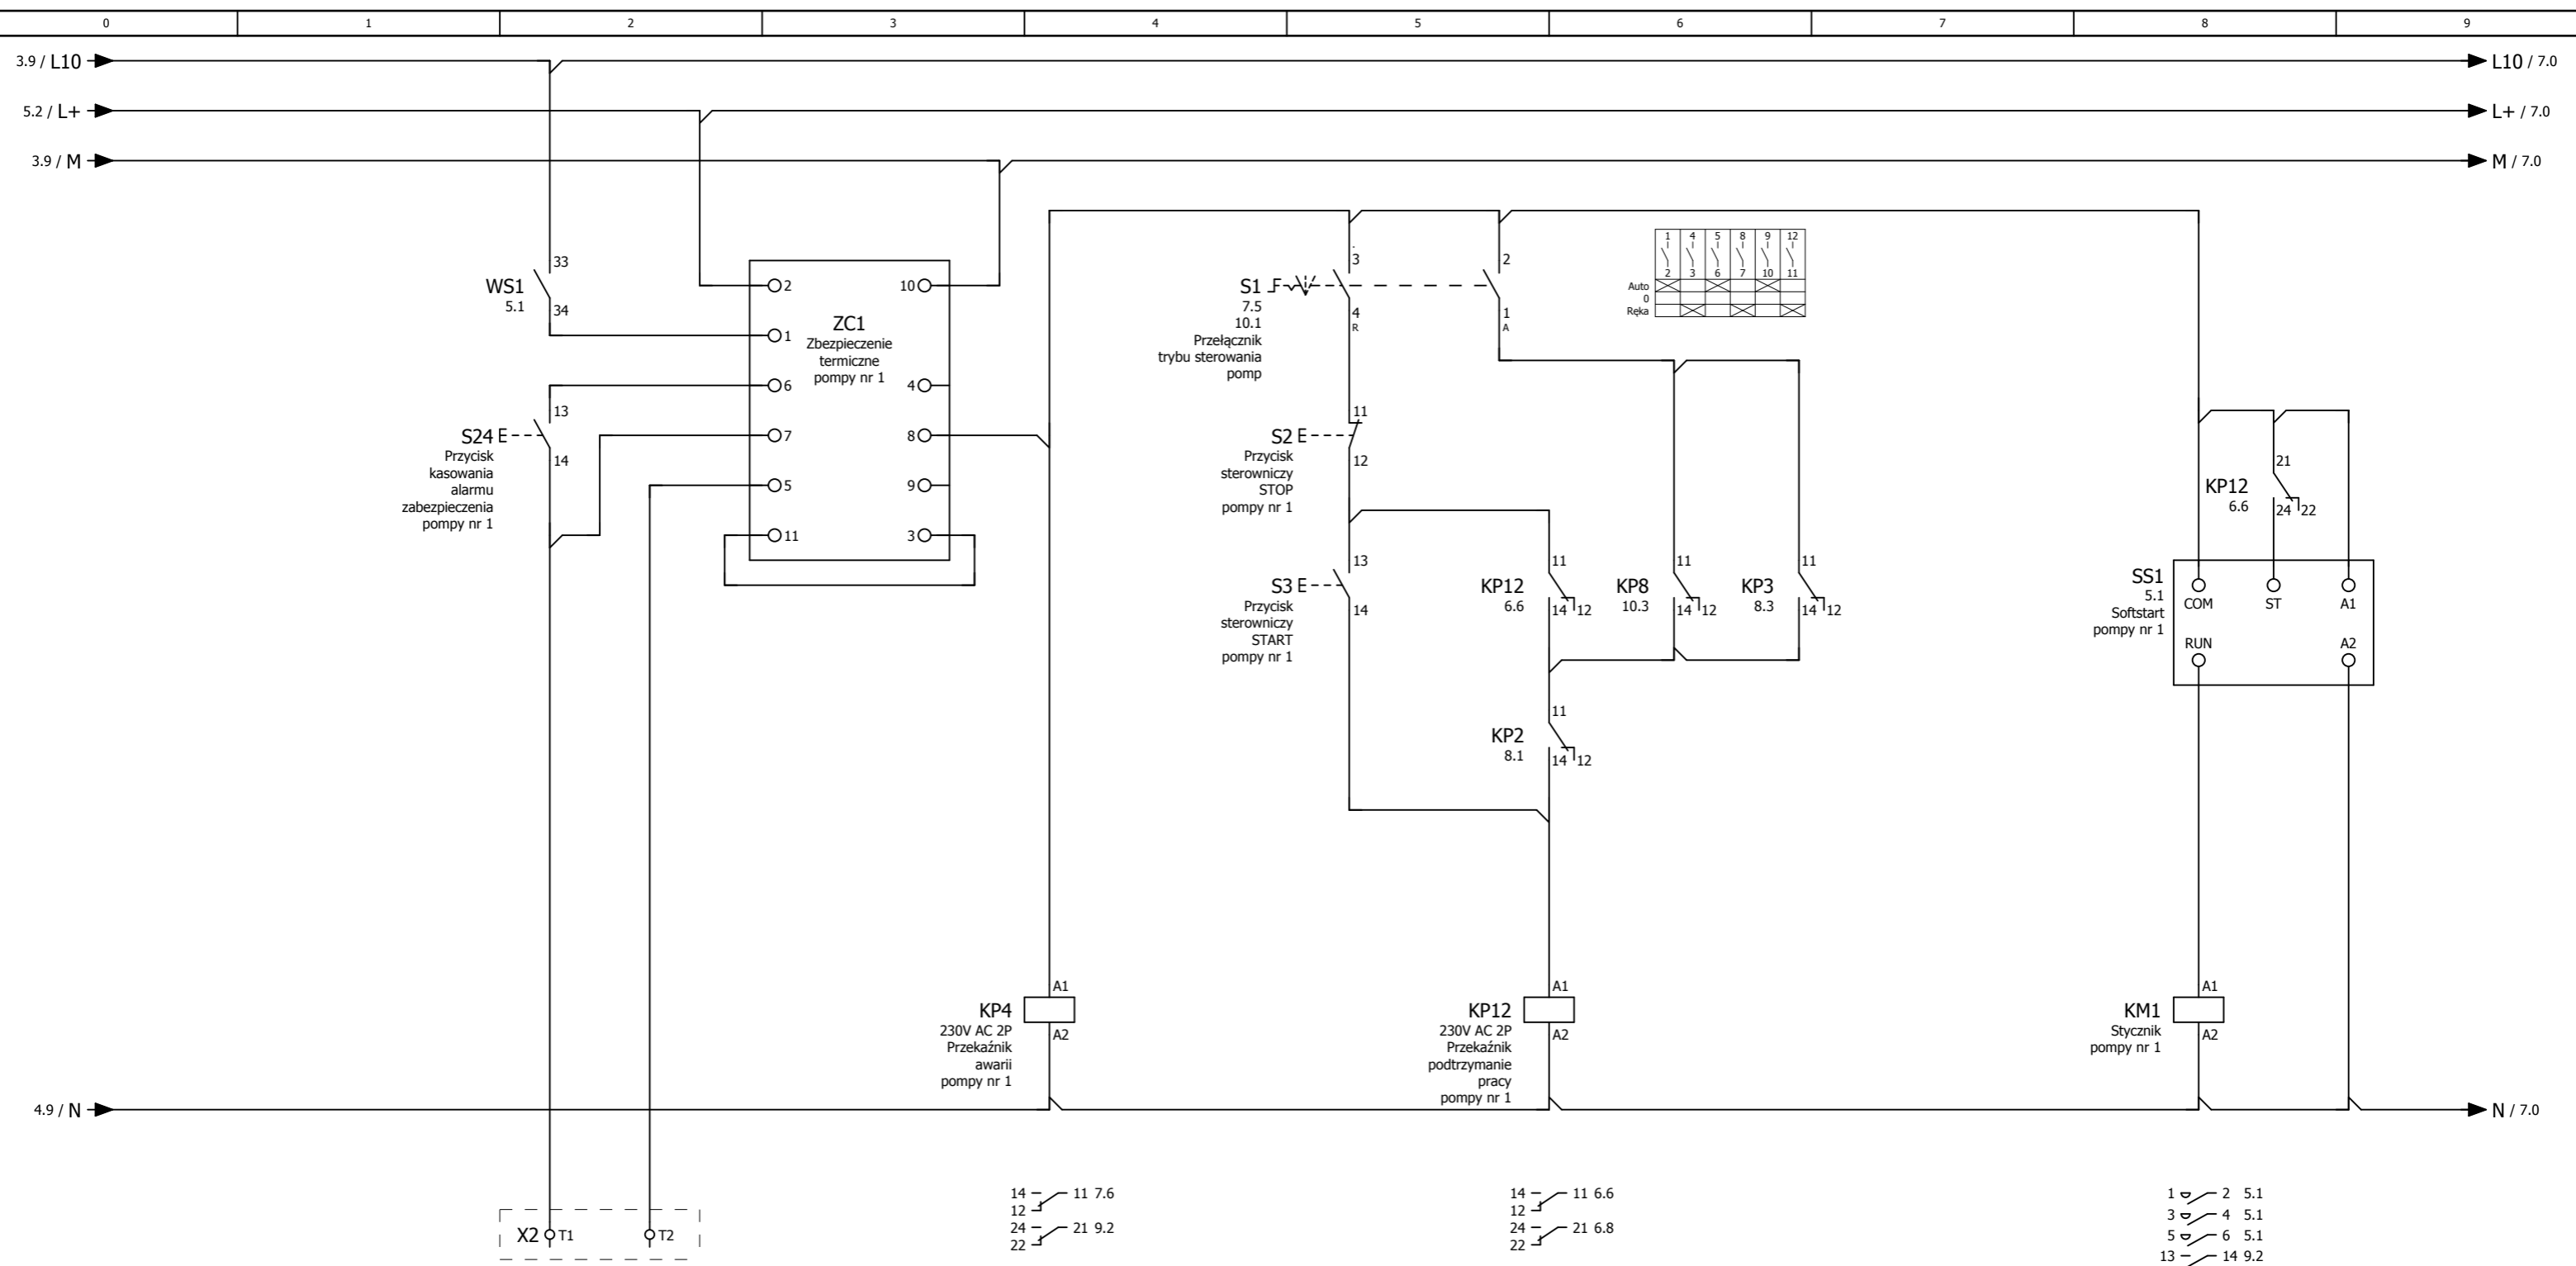 0 1 2 3 4 5 6 7 8 9
3.9 / L10
L10 / 7.0
5.2 / L+
L+ / 7.0
3.9 / M
M / 7.0
33
WS1
5.1
34
2
10
1
ZC1
Zbezpieczenie
termiczne
pompy nr 1
6
4
7
8
5
9
11
3
13
S24
E
Przycisk
kasowania
alarmu
zabezpieczenia
pompy nr 1
14
3
S1
7.5
10.1
Przełącznik
trybu sterowania
pomp
4
R
2
1
A
1 4 5 8 9 12
2 3 6 7 10 11
Auto
0
Ręka
11
S2
E
Przycisk
sterowniczy
STOP
pompy nr 1
12
13
S3
E
Przycisk
sterowniczy
START
pompy nr 1
14
11
KP12
6.6
14 12
11
KP8
10.3
14 12
11
KP3
8.3
14 12
11
KP2
8.1
14 12
21
KP12
6.6
24 22
SS1
5.1
Softstart
pompy nr 1
COM ST A1
RUN A2
A1
KP4
230V AC 2P
Przekaźnik
awarii
pompy nr 1
A2
A1
KP12
230V AC 2P
Przekaźnik
podtrzymanie
pracy
pompy nr 1
A2
A1
KM1
Stycznik
pompy nr 1
A2
4.9 / N
N / 7.0
X2 T1 T2
14 11 7.6
12
24 21 9.2
22
14 11 6.6
12
24 21 6.8
22
1 2 5.1
3 4 5.1
5 6 5.1
13 14 9.2